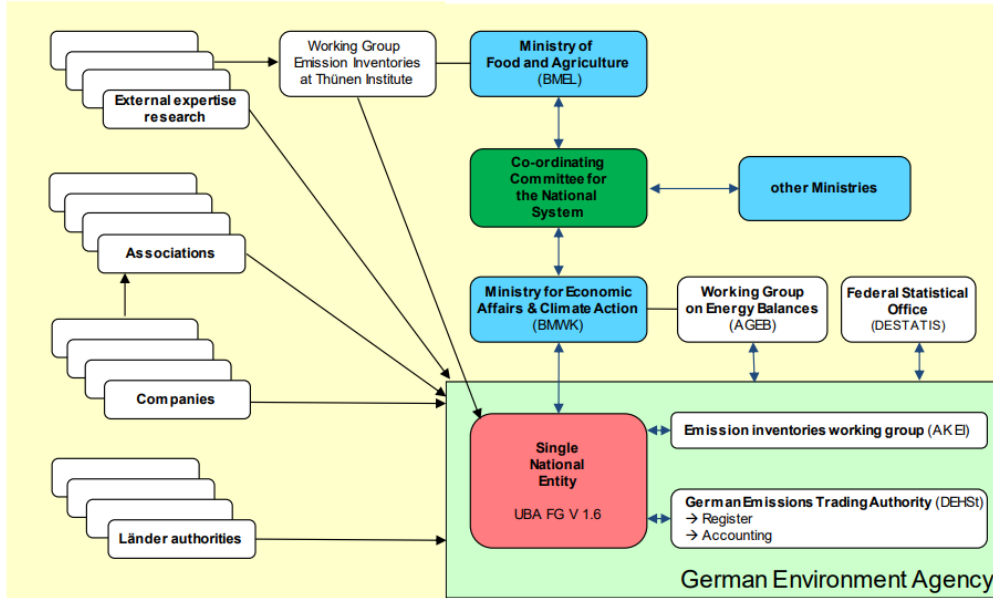 Working Group
Emission Inventories
at Thünen Institute
Ministry of
Food and Agriculture
(BMEL)
External expertise
research
Co-ordinating
Committee for
the National
System
other Ministries
Associations
Ministry for Economic
Affairs & Climate Action
(BMWK)
Working Group
on Energy Balances
(AGEB)
Federal Statistical
Office
(DESTATIS)
Companies
Single
National
Entity
UBA FG V 1.6
Emission inventories working group (AKEI)
German Emissions Trading Authority (DEHSt)
→ Register
→ Accounting
Länder authorities
German Environment Agency